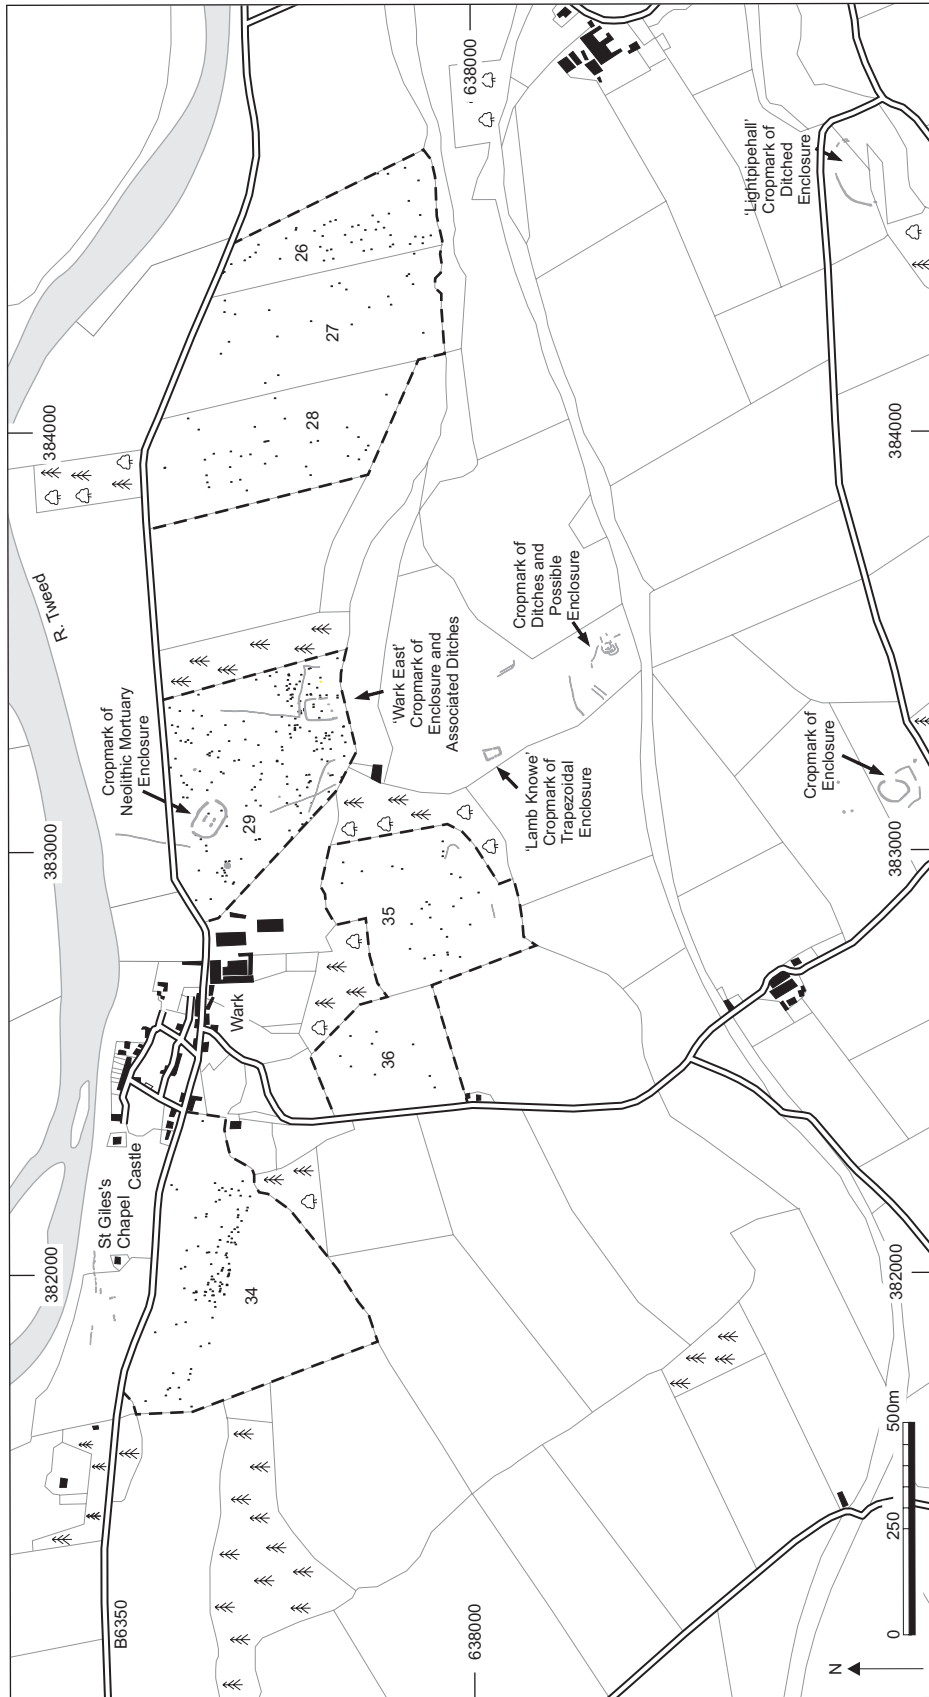 B6350
382000
St Giles's
Chapel
Castle
Wark
383000
Cropmark of
Neolithic Mortuary
Enclosure
R. Tweed
384000
34
36
35
29
28
27
26
'Wark East'
Cropmark of
Enclosure and
Associated Ditches
'Lamb Knowe'
Cropmark of
Trapezoidal
Enclosure
Cropmark of
Ditches and
Possible
Enclosure
638000
638000
'Lightpipehall'
Cropmark of
Ditched
Enclosure
Cropmark of
Enclosure
N
0
250
500m
382000
383000
384000